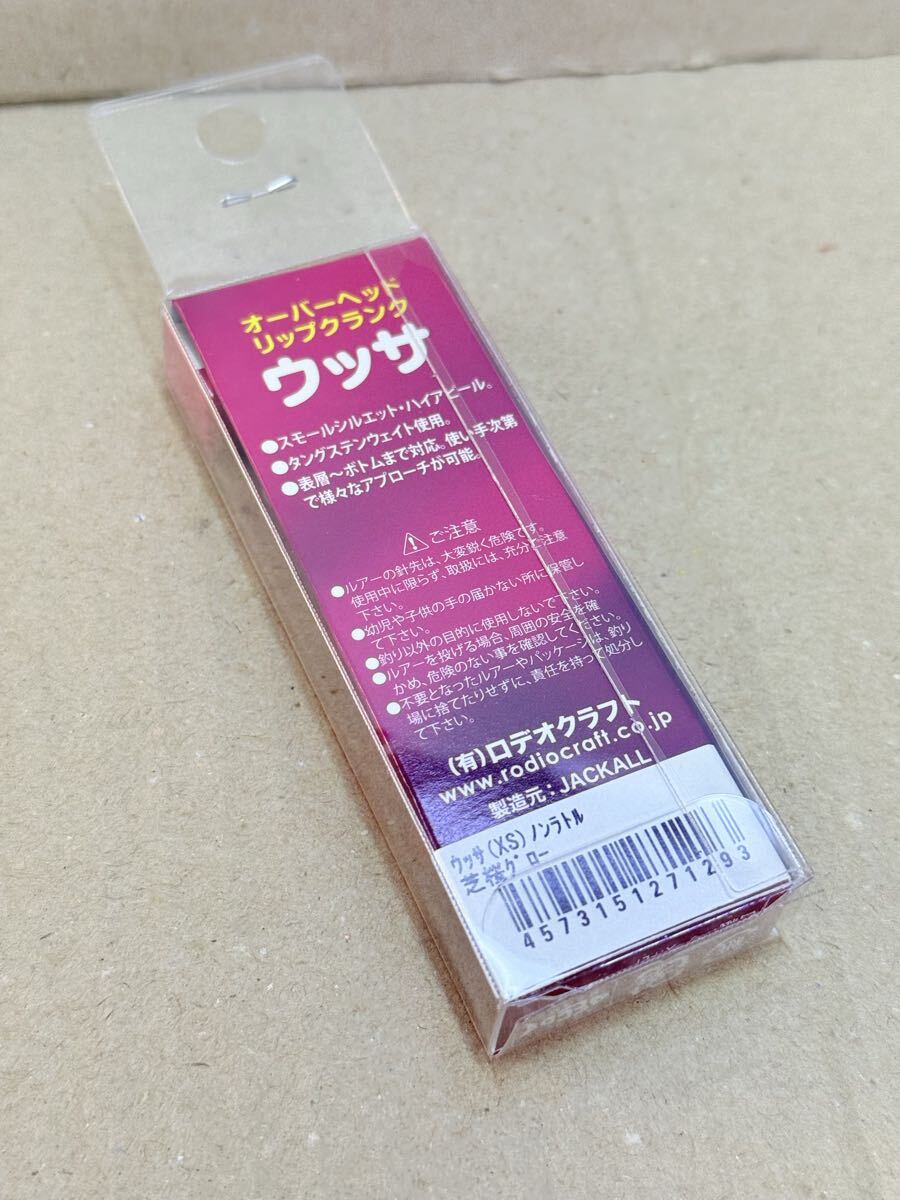 オーバーヘッド
リップクランク
ウッサ
●スモールシルエット・ハイアピール。
●タングステンウェイト使用。
●表層～ボトムまで対応。使い手次第
で様々なアプローチが可能。
⚠ご注意
●ルアーの針先は、大変鋭く危険です。
使用中に限らず、取扱には、充分ご注意
下さい。
●幼児や子供の手の届かない所に保管し
て下さい。
●釣り以外の目的に使用しないで下さい。
●ルアーを投げる場合、周囲の安全を確
かめ、危険のない事を確認してください。
●不要となったルアーやパッケージは、釣り
場に捨てたりせずに、責任を持って処分し
て下さい。
(有)ロデオクラフト
www.rodiocraft.co.jp
製造元：JACKALL
ウッサ(XS)ノンラトル
芝桜グロー
4573151271293